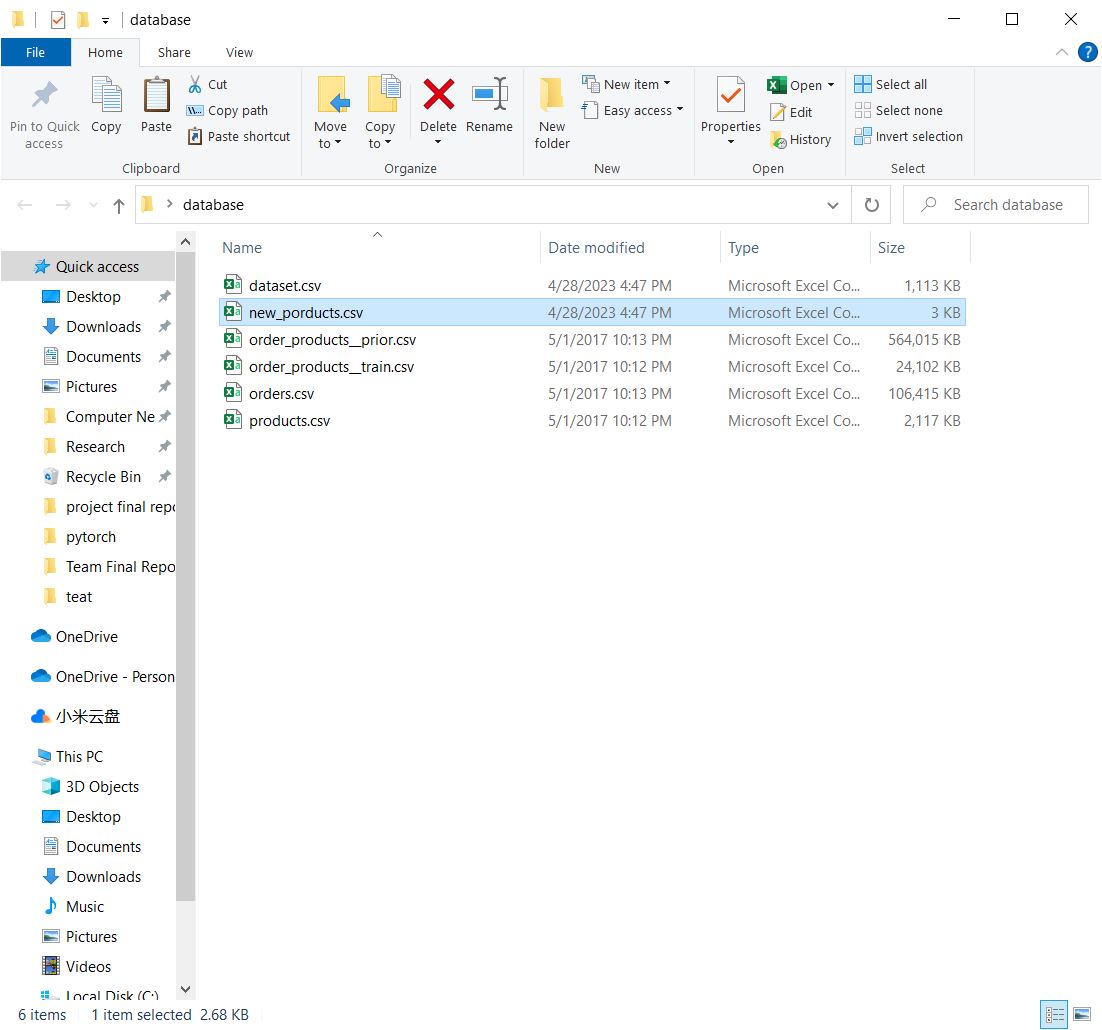 database
File Home Share View
Pin to Quick access
Copy
Paste
Cut
Copy path
Paste shortcut
Clipboard
Move to
Copy to
Delete
Rename
Organize
New folder
New item
Easy access
New
Properties
Open
Edit
History
Open
Select all
Select none
Invert selection
Select
database
Search database
Name Date modified Type Size
dataset.csv 4/28/2023 4:47 PM Microsoft Excel Co... 1,113 KB
new_porducts.csv 4/28/2023 4:47 PM Microsoft Excel Co... 3 KB
order_products__prior.csv 5/1/2017 10:13 PM Microsoft Excel Co... 564,015 KB
order_products__train.csv 5/1/2017 10:12 PM Microsoft Excel Co... 24,102 KB
orders.csv 5/1/2017 10:13 PM Microsoft Excel Co... 106,415 KB
products.csv 5/1/2017 10:12 PM Microsoft Excel Co... 2,117 KB
Quick access
Desktop
Downloads
Documents
Pictures
Computer Ne
Research
Recycle Bin
project final repo
pytorch
Team Final Repo
teat
OneDrive
OneDrive - Person
小米云盘
This PC
3D Objects
Desktop
Documents
Downloads
Music
Pictures
Videos
Local Disk (C:)
6 items 1 item selected 2.68 KB